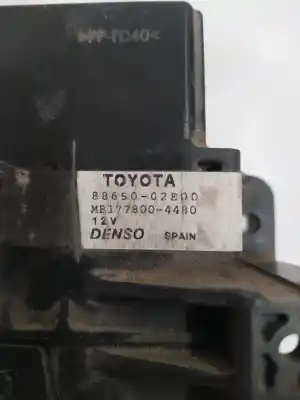 >PP-TD40<
TOYOTA
88650-02E00
MB177800-4480
12V
DENSO SPAIN